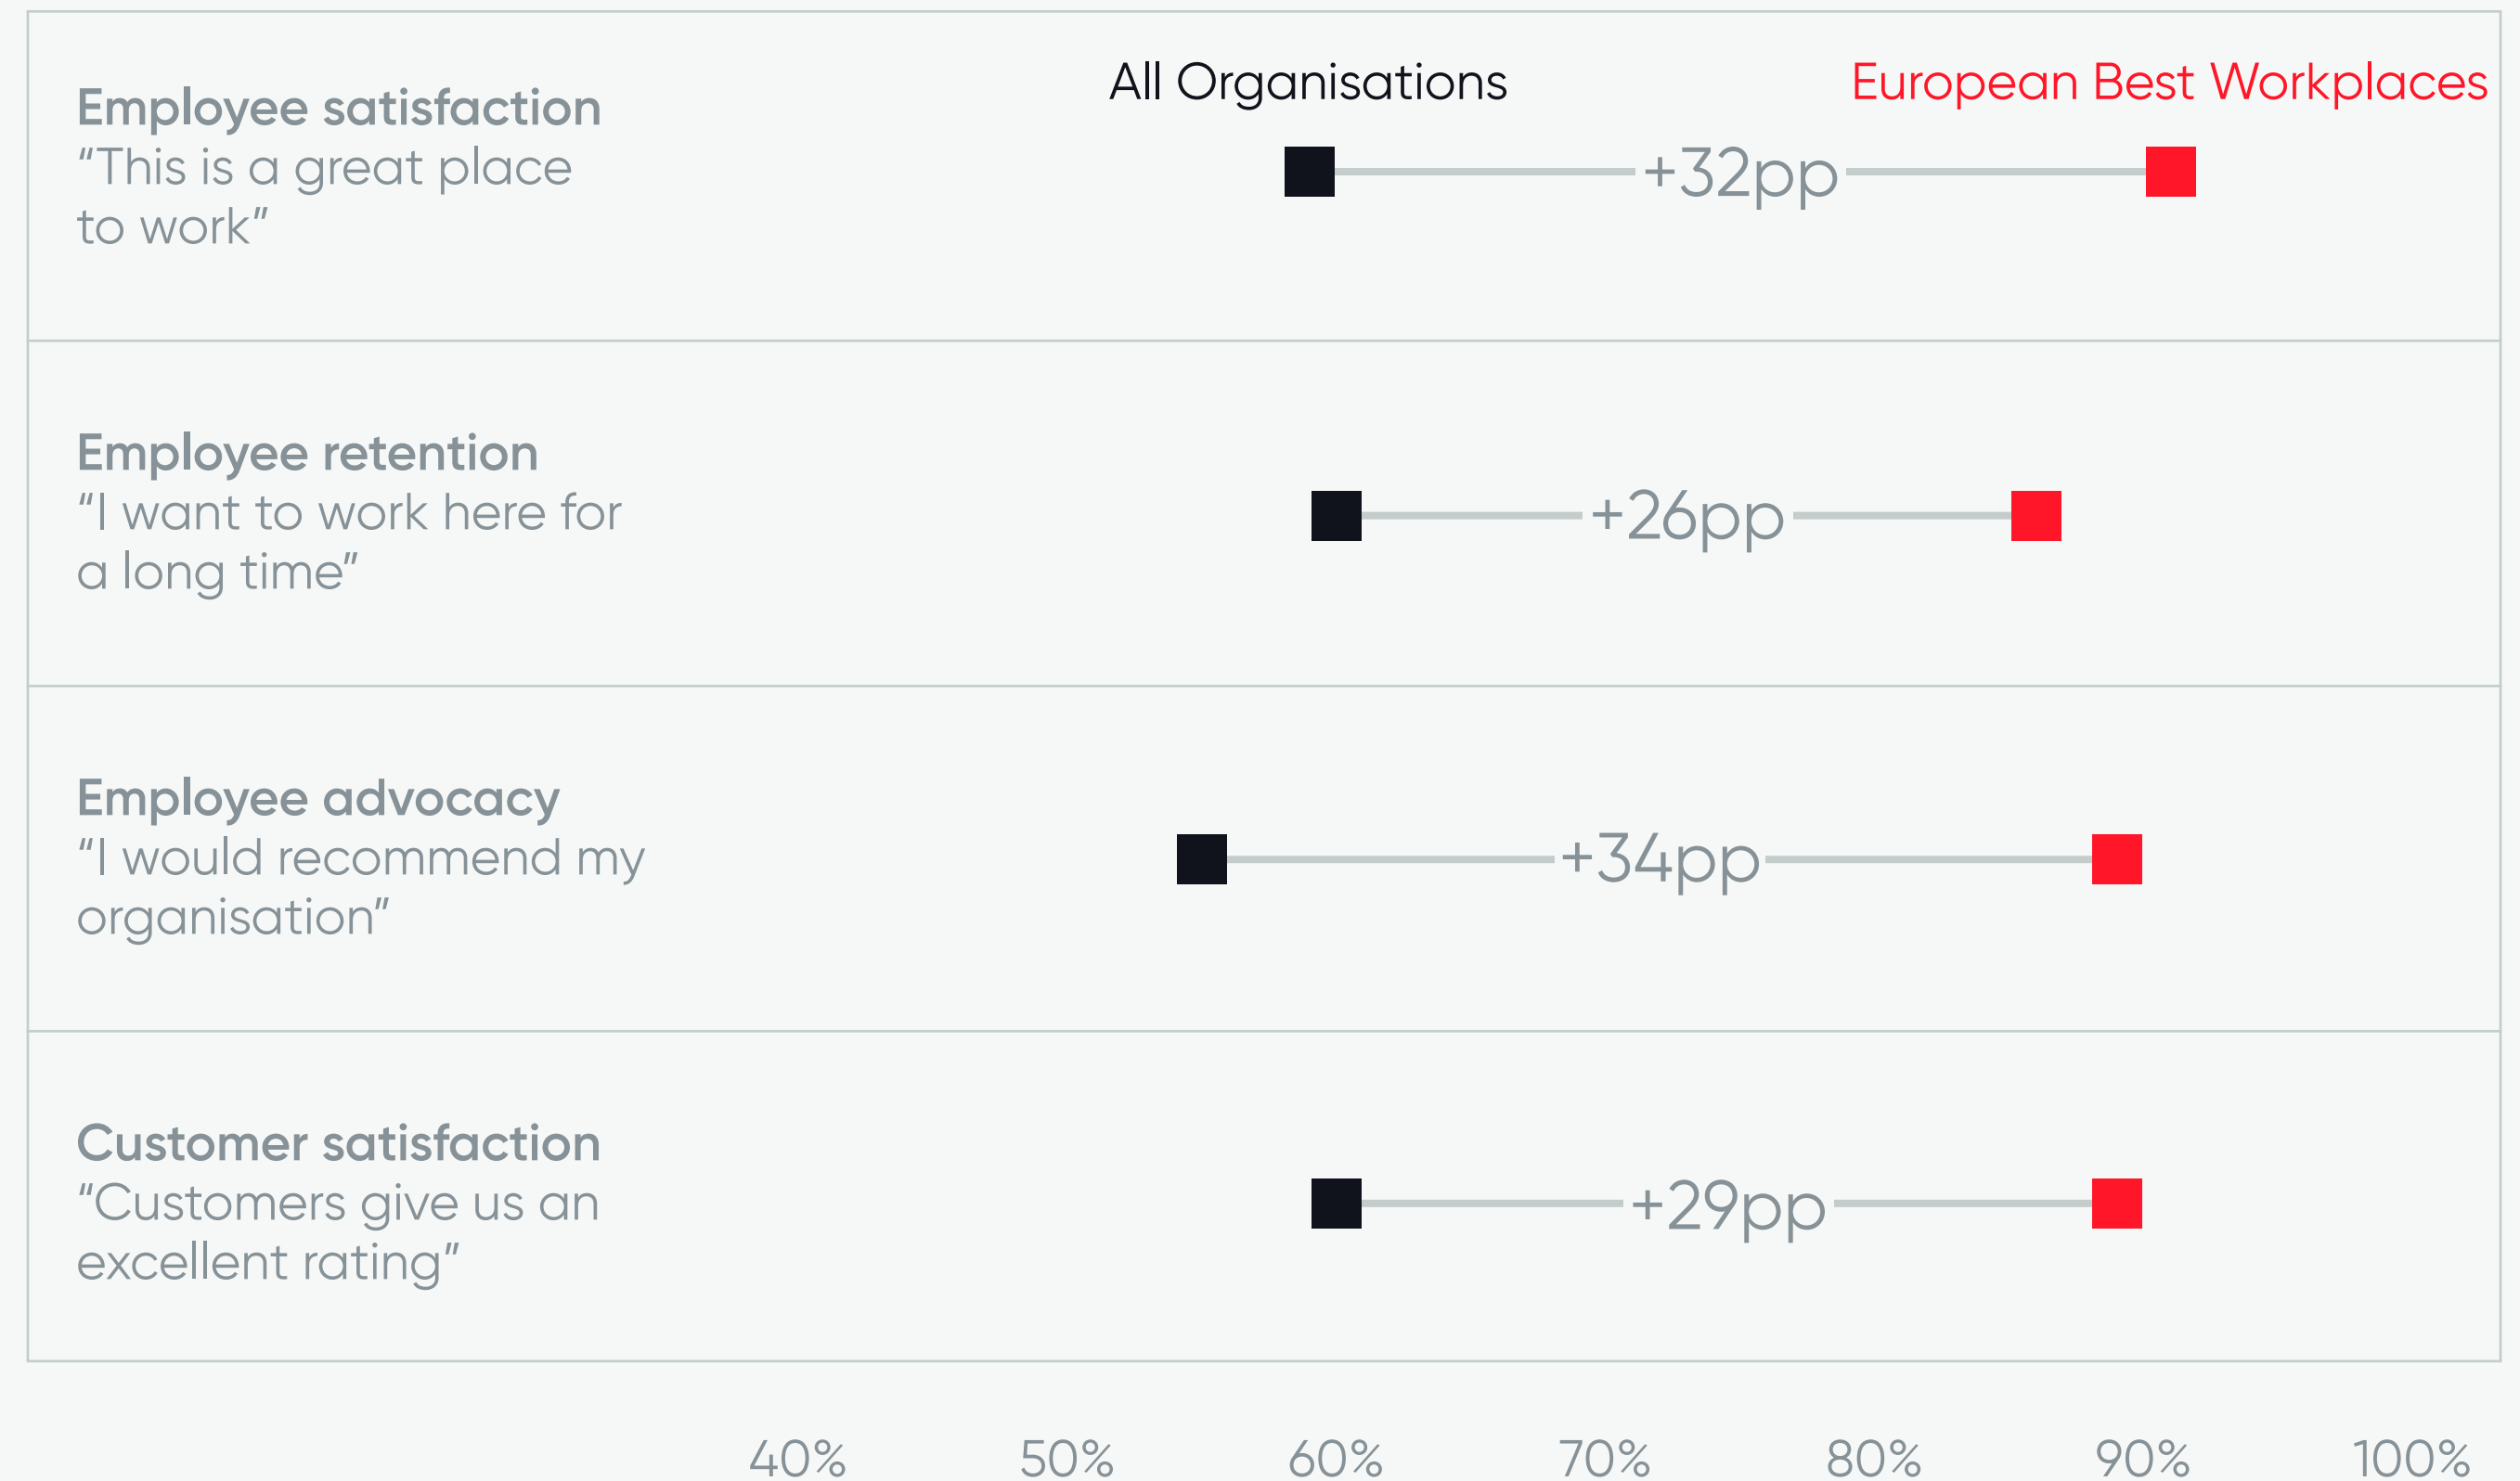 All Organisations
European Best Workplaces
Employee satisfaction
“This is a great place
to work”
+32pp
Employee retention
“I want to work here for
a long time”
+26pp
Employee advocacy
“I would recommend my
organisation”
+34pp
Customer satisfaction
“Customers give us an
excellent rating”
+29pp
40% 50% 60% 70% 80% 90% 100%